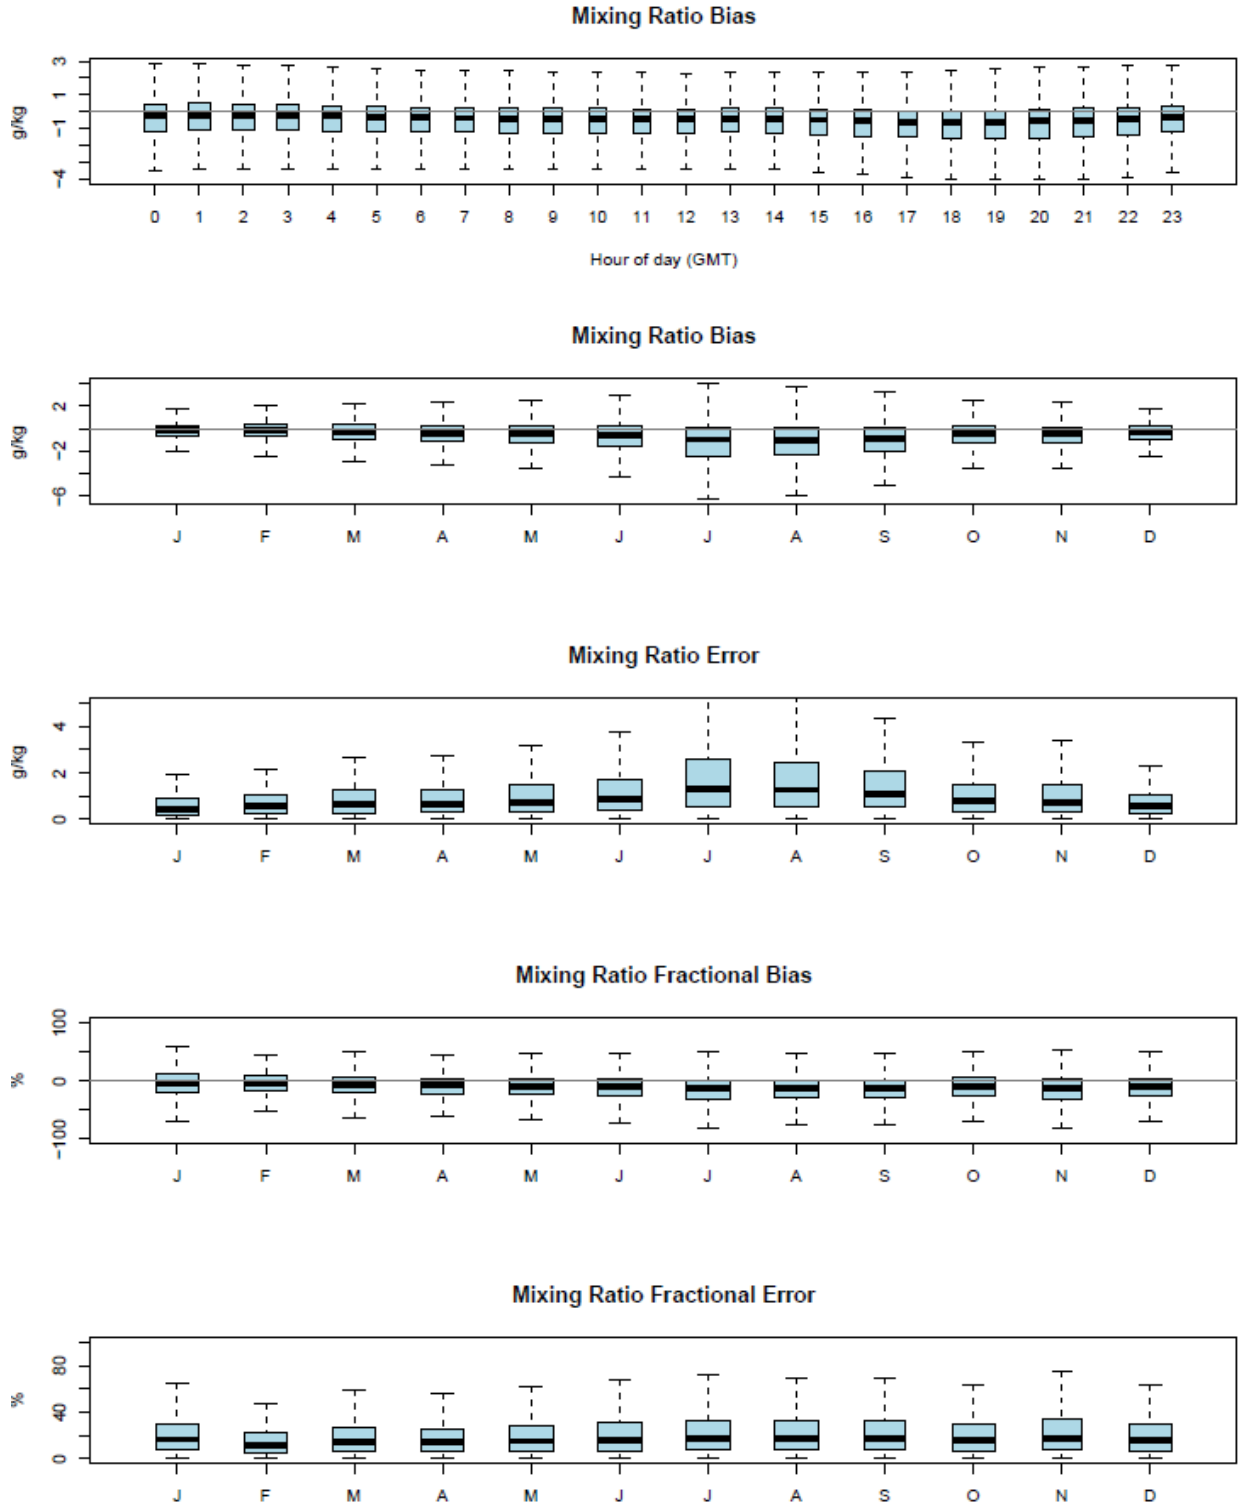 Mixing Ratio Bias
g/kg
3
1
−1
−4
0 1 2 3 4 5 6 7 8 9 10 11 12 13 14 15 16 17 18 19 20 21 22 23
Hour of day (GMT)
Mixing Ratio Bias
g/kg
2
−2
−6
J F M A M J J A S O N D
Mixing Ratio Error
g/kg
4
2
0
J F M A M J J A S O N D
Mixing Ratio Fractional Bias
%
100
0
−100
J F M A M J J A S O N D
Mixing Ratio Fractional Error
%
80
40
0
J F M A M J J A S O N D